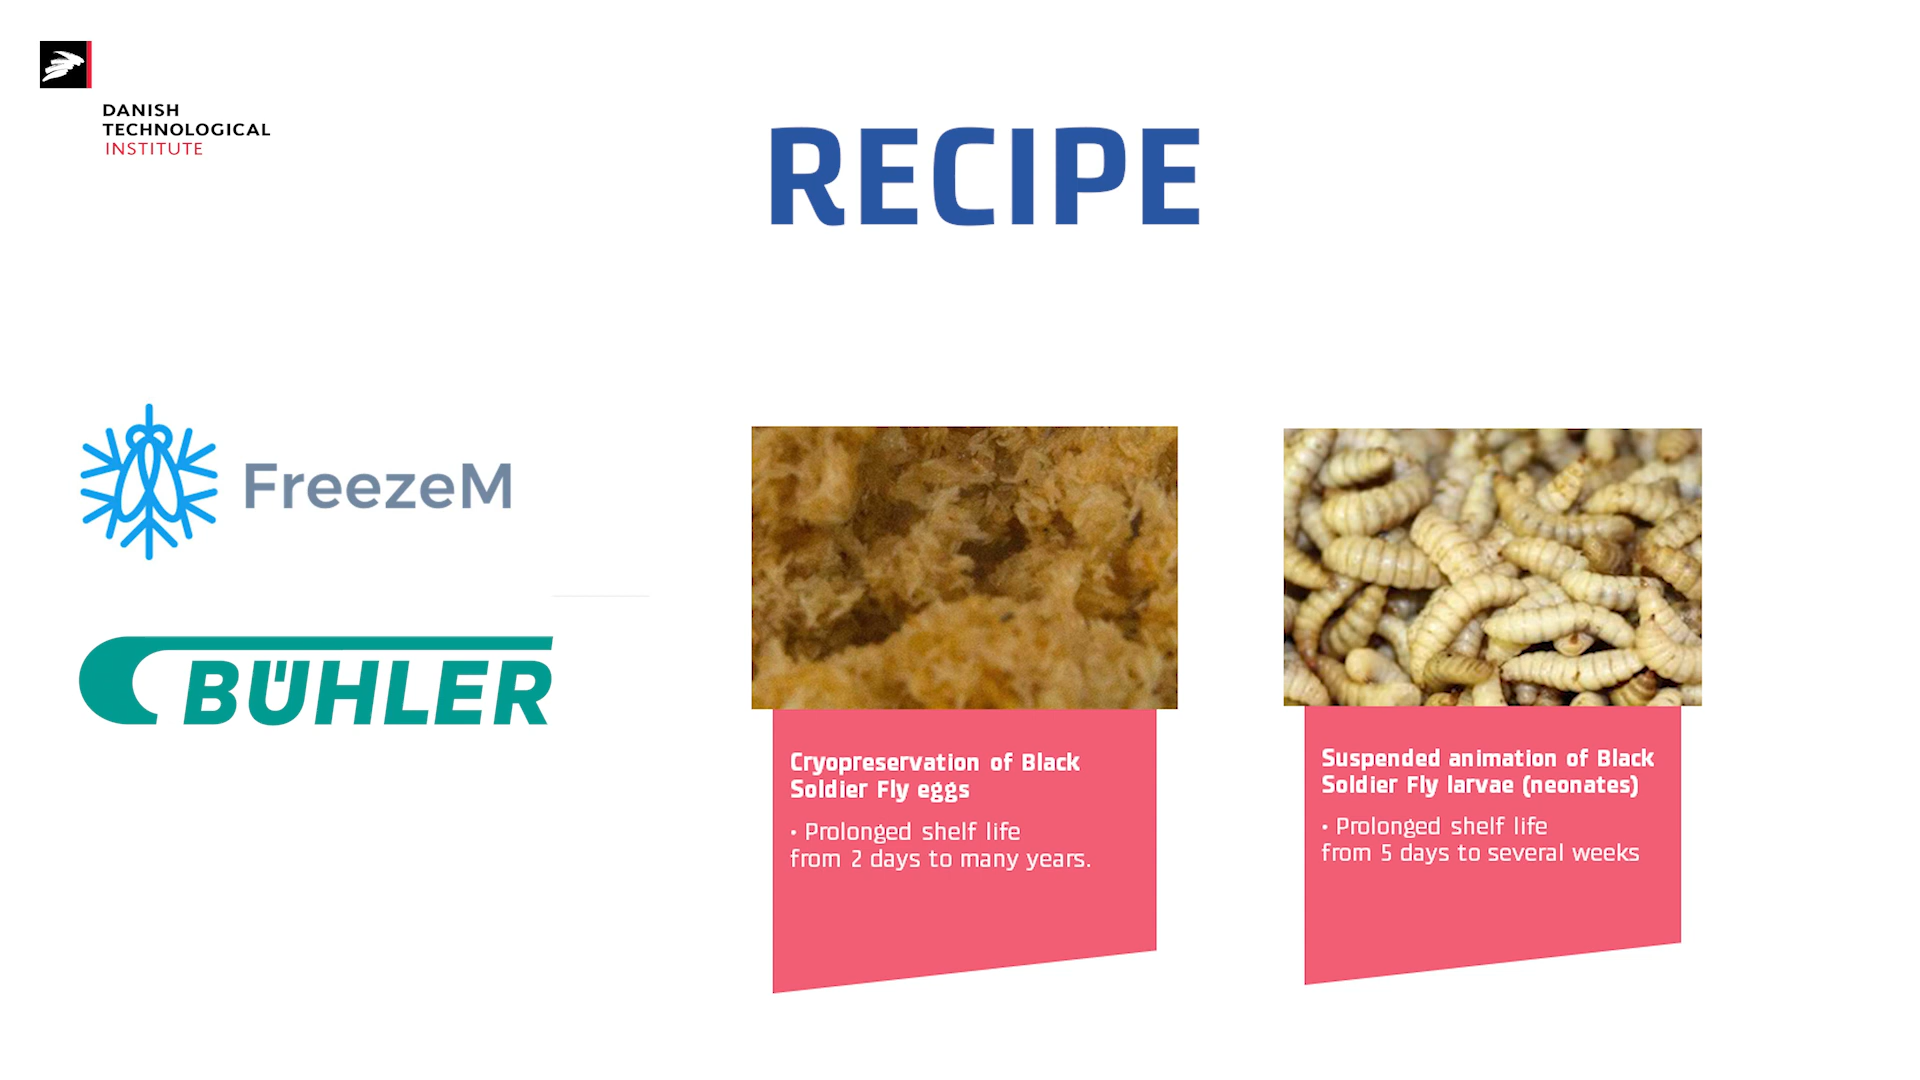 DANISH
TECHNOLOGICAL
INSTITUTE
RECIPE
FreezeM
BÜHLER
Cryopreservation of Black
Soldier Fly eggs
• Prolonged shelf life
from 2 days to many years.
Suspended animation of Black
Soldier Fly larvae (neonates)
• Prolonged shelf life
from 5 days to several weeks